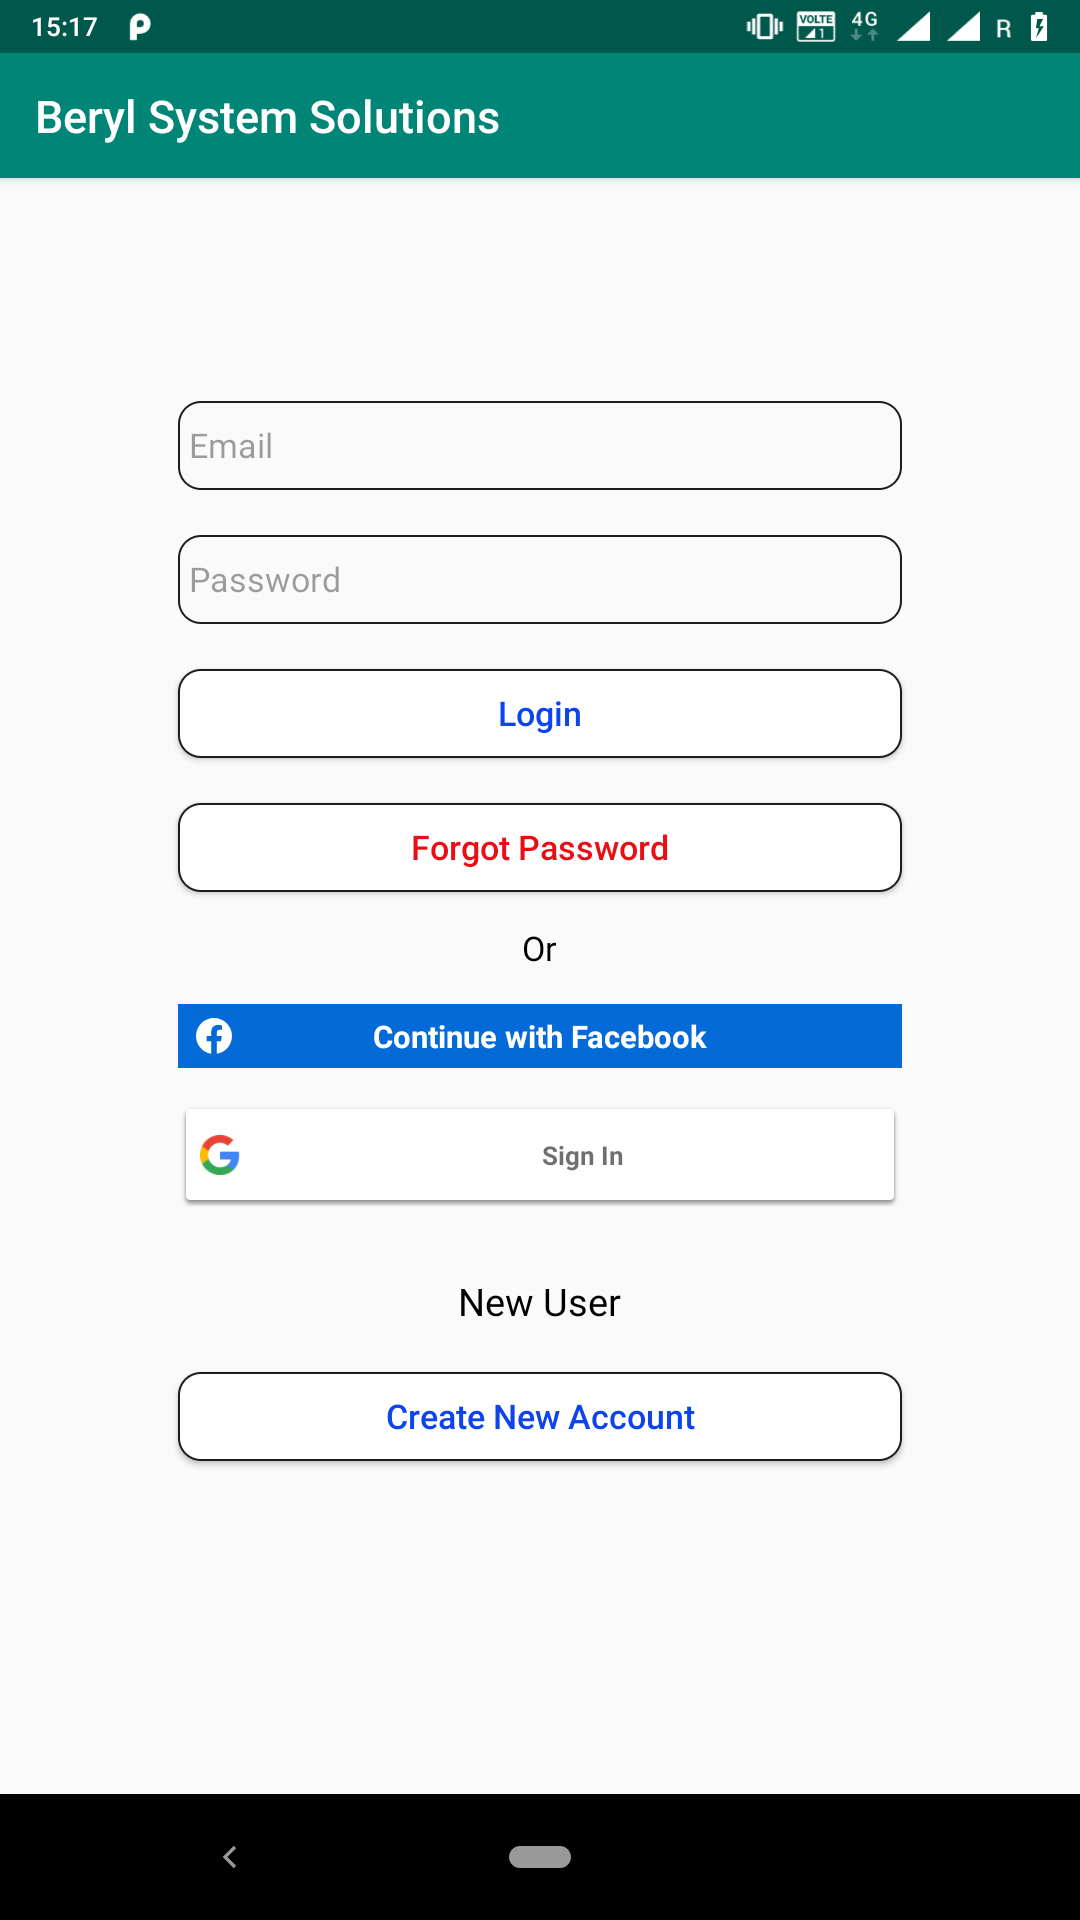 15:17 VOLTE 1 4G R
Beryl System Solutions
Email
Password
Login
Forgot Password
Or
Continue with Facebook
Sign In
New User
Create New Account